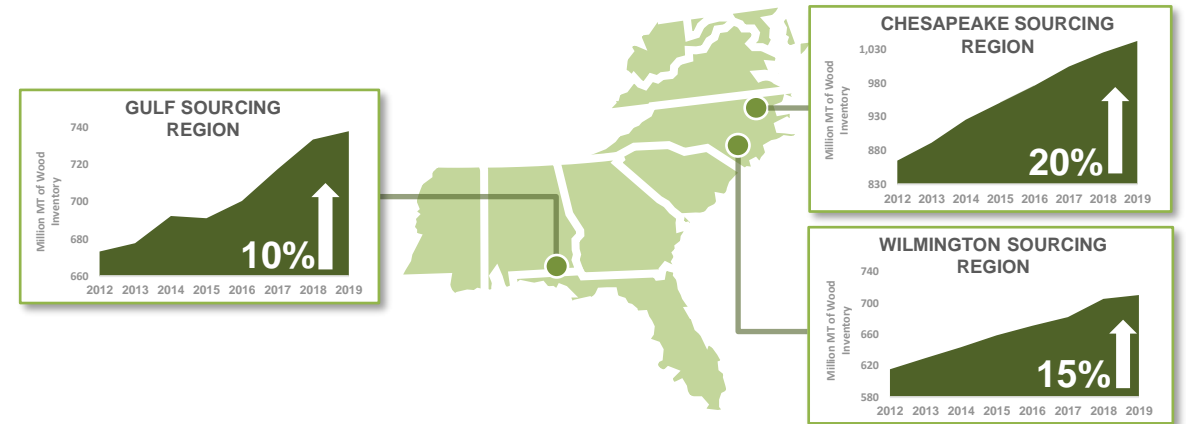 GULF SOURCING
REGION
Million MT of Wood
Inventory
740
720
700
680
660
10%
2012 2013 2014 2015 2016 2017 2018 2019
CHESAPEAKE SOURCING
REGION
Million MT of Wood
Inventory
1,030
980
930
880
830
20%
2012 2013 2014 2015 2016 2017 2018 2019
WILMINGTON SOURCING
REGION
Million MT of Wood
Inventory
740
700
660
620
580
15%
2012 2013 2014 2015 2016 2017 2018 2019